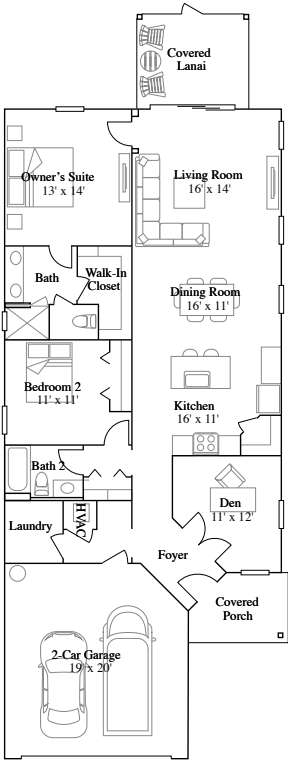 Covered
Lanai
Owner's Suite
13' x 14'
Living Room
16' x 14'
Bath
Walk-In
Closet
Dining Room
16' x 11'
Bedroom 2
11' x 11'
Kitchen
16' x 11'
Bath 2
Den
11' x 12'
Laundry
HVAC
Foyer
Covered
Porch
2-Car Garage
19' x 20'